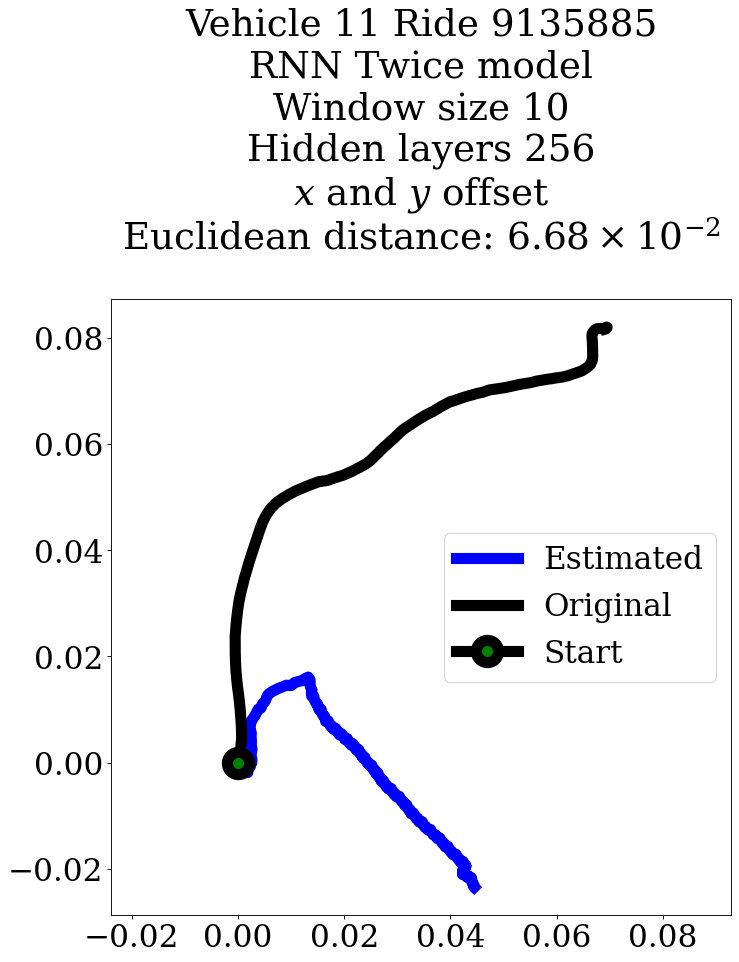 Vehicle 11 Ride 9135885
RNN Twice model
Window size 10
Hidden layers 256
x and y offset
Euclidean distance: 6.68 × 10⁻²
0.08
0.06
0.04
0.02
0.00
−0.02
Estimated
Original
Start
−0.02 0.00 0.02 0.04 0.06 0.08